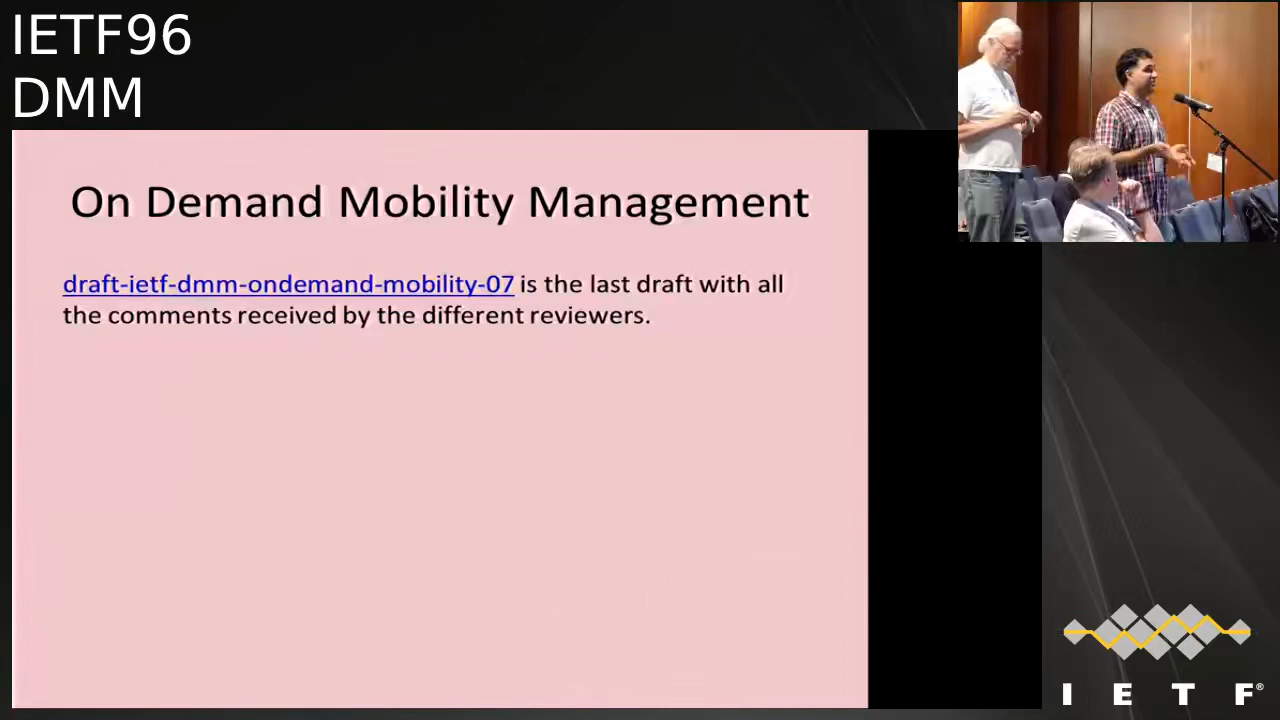 IETF96
DMM
On Demand Mobility Management
draft-ietf-dmm-ondemand-mobility-07 is the last draft with all
the comments received by the different reviewers.
I E T F®